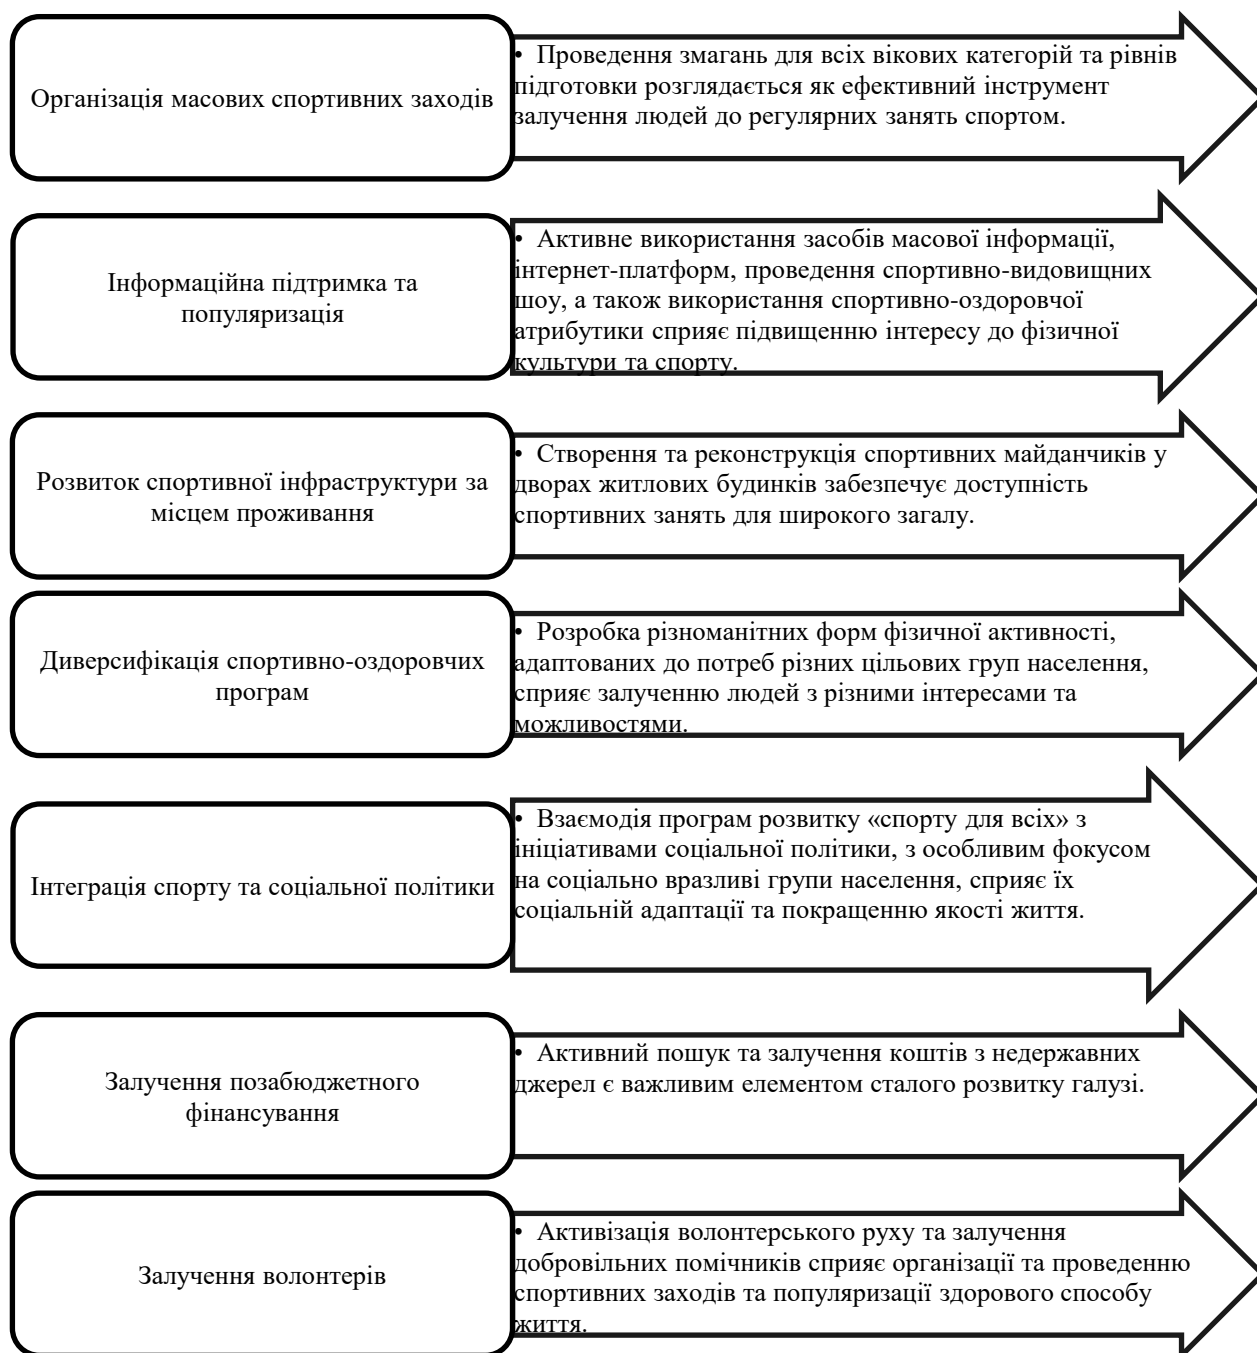 Організація масових спортивних заходів
• Проведення змагань для всіх вікових категорій та рівнів
підготовки розглядається як ефективний інструмент
залучення людей до регулярних занять спортом.
Інформаційна підтримка та
популяризація
• Активне використання засобів масової інформації,
інтернет-платформ, проведення спортивно-видовищних
шоу, а також використання спортивно-оздоровчої
атрибутики сприяє підвищенню інтересу до фізичної
культури та спорту.
Розвиток спортивної інфраструктури за
місцем проживання
• Створення та реконструкція спортивних майданчиків у
дворах житлових будинків забезпечує доступність
спортивних занять для широкого загалу.
Диверсифікація спортивно-оздоровчих
програм
• Розробка різноманітних форм фізичної активності,
адаптованих до потреб різних цільових груп населення,
сприяє залученню людей з різними інтересами та
можливостями.
Інтеграція спорту та соціальної політики
• Взаємодія програм розвитку «спорту для всіх» з
ініціативами соціальної політики, з особливим фокусом
на соціально вразливі групи населення, сприяє їх
соціальній адаптації та покращенню якості життя.
Залучення позабюджетного
фінансування
• Активний пошук та залучення коштів з недержавних
джерел є важливим елементом сталого розвитку галузі.
Залучення волонтерів
• Активізація волонтерського руху та залучення
добровільних помічників сприяє організації та проведенню
спортивних заходів та популяризації здорового способу
життя.